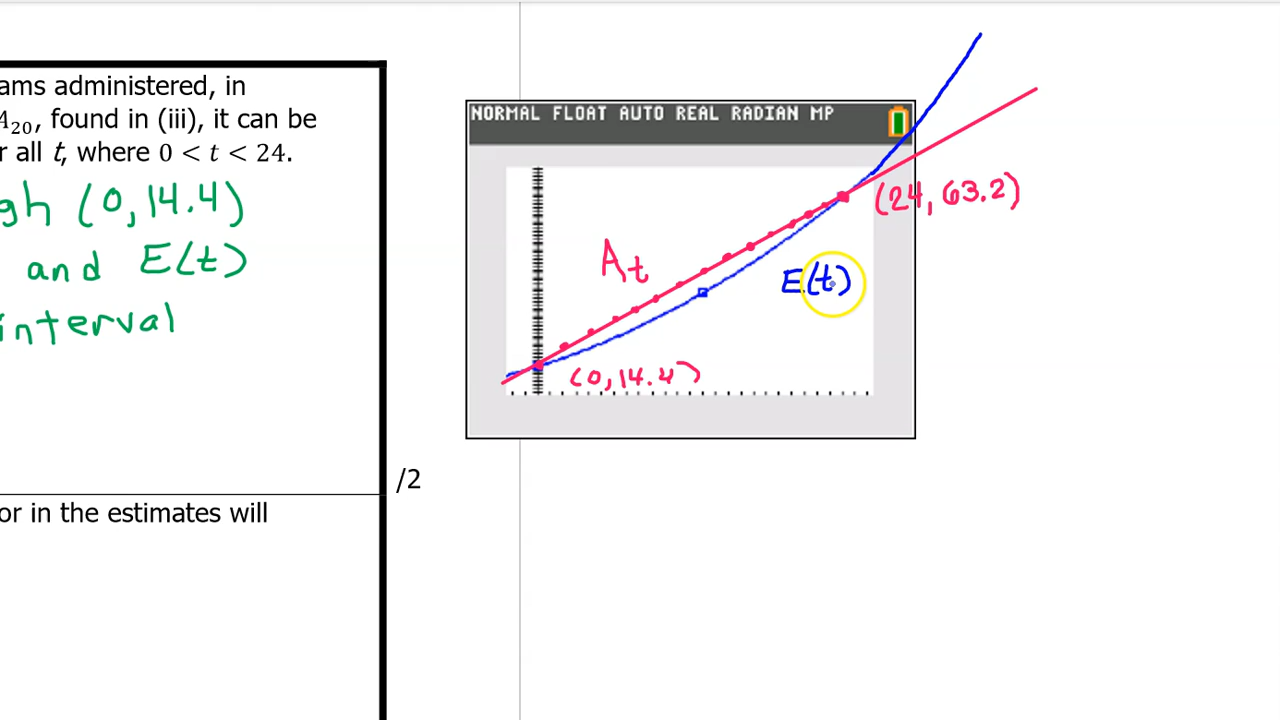 ams administered, in
A₂₀, found in (iii), it can be
r all t, where 0 < t < 24.
gh (0, 14.4)
and E(t)
interval
/2
or in the estimates will
NORMAL FLOAT AUTO REAL RADIAN MP
(24, 63.2)
At
E(t)
(0, 14.4)